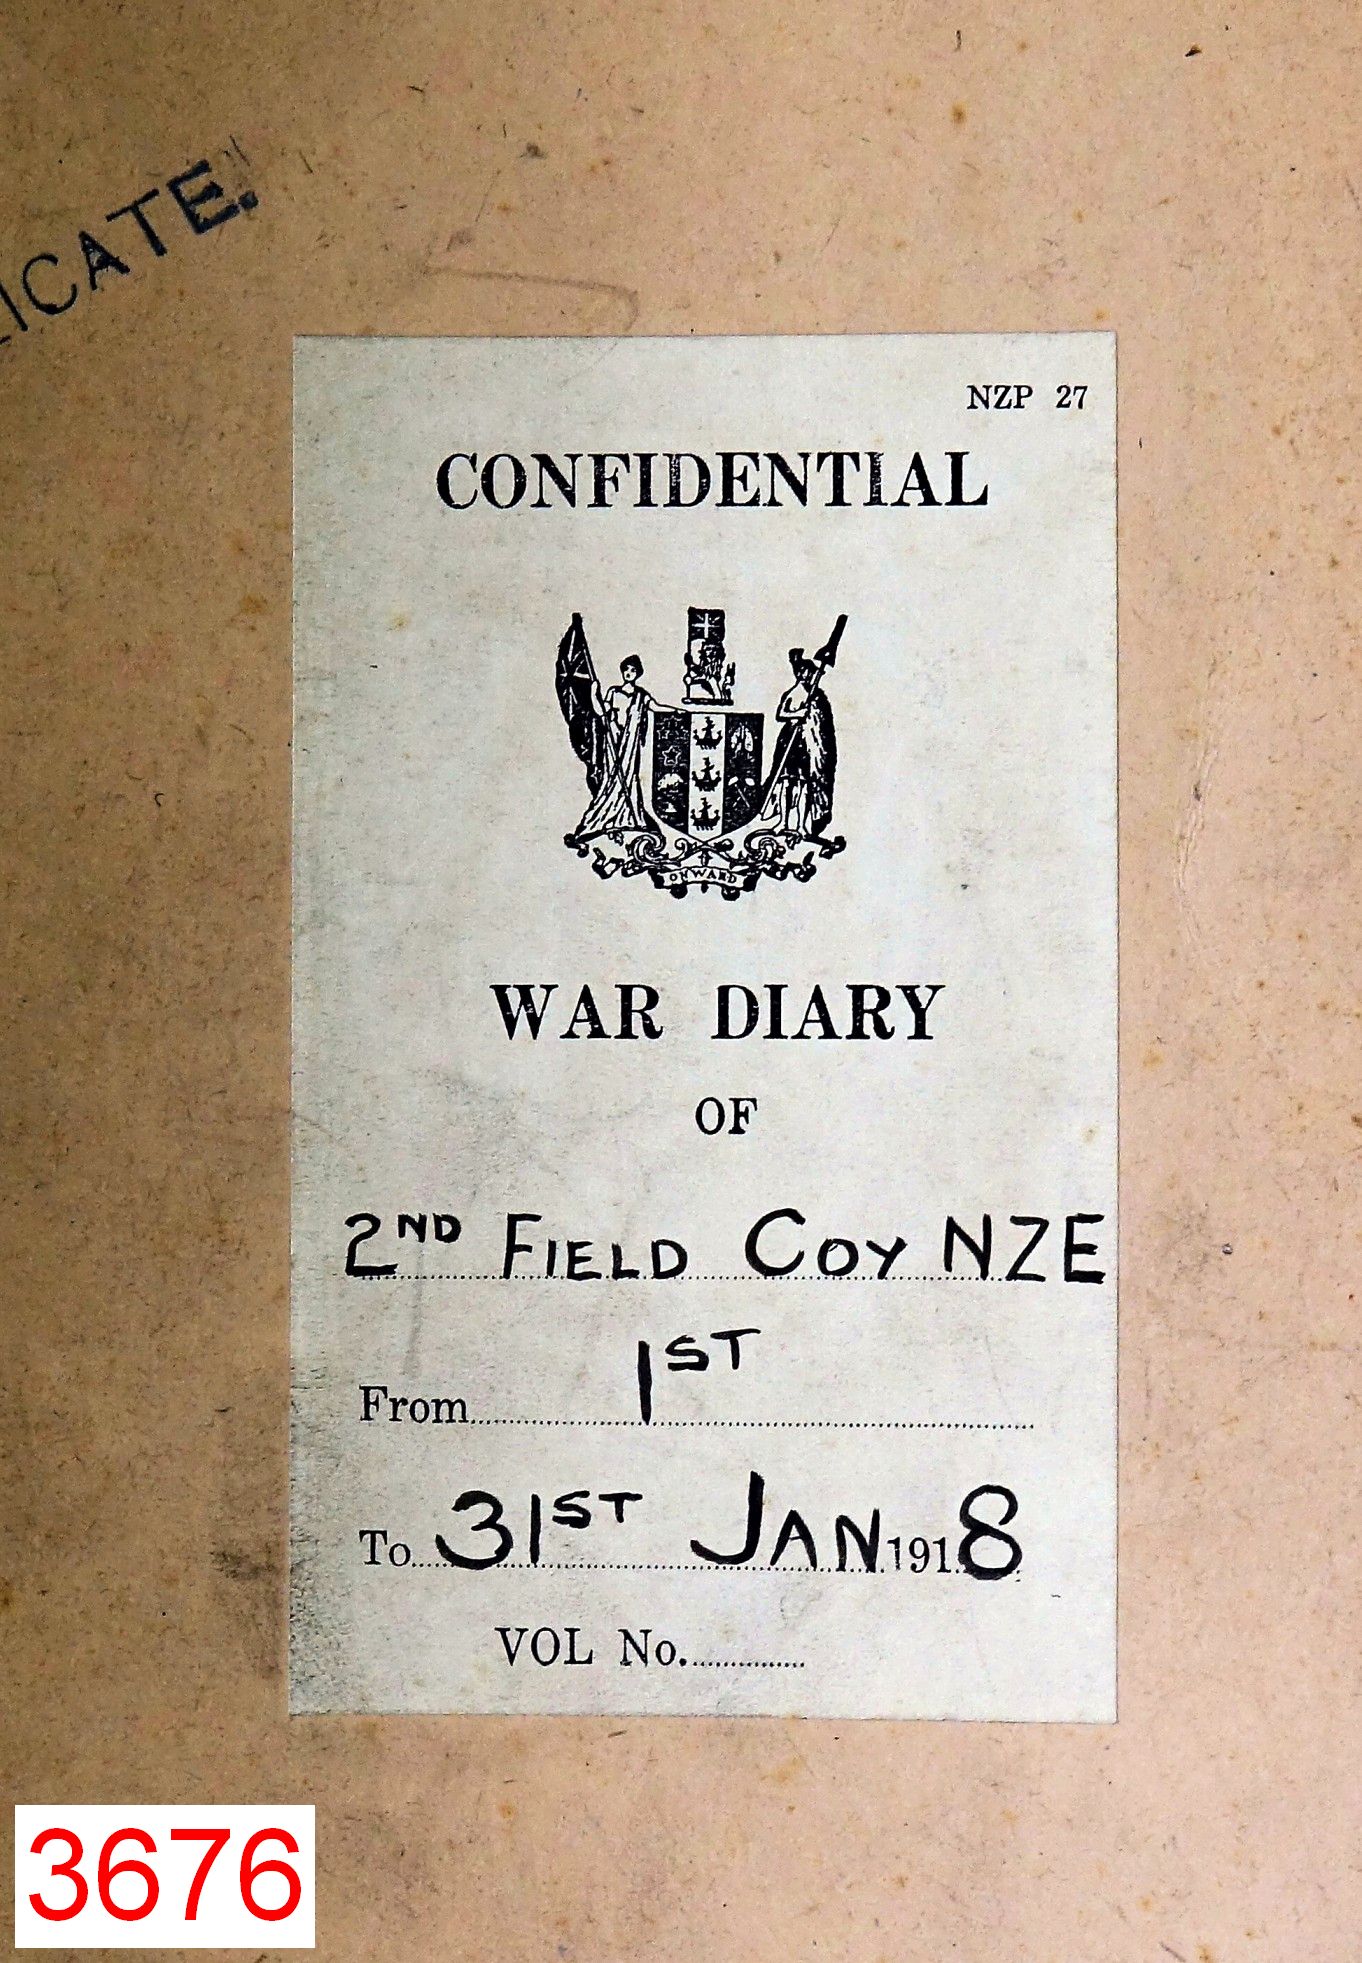 LICATE."
NZP 27
CONFIDENTIAL
ONWARD
WAR DIARY
OF
2ND FIELD COY NZE
From 1ST
To 31ST JAN 1918
VOL No.
3676